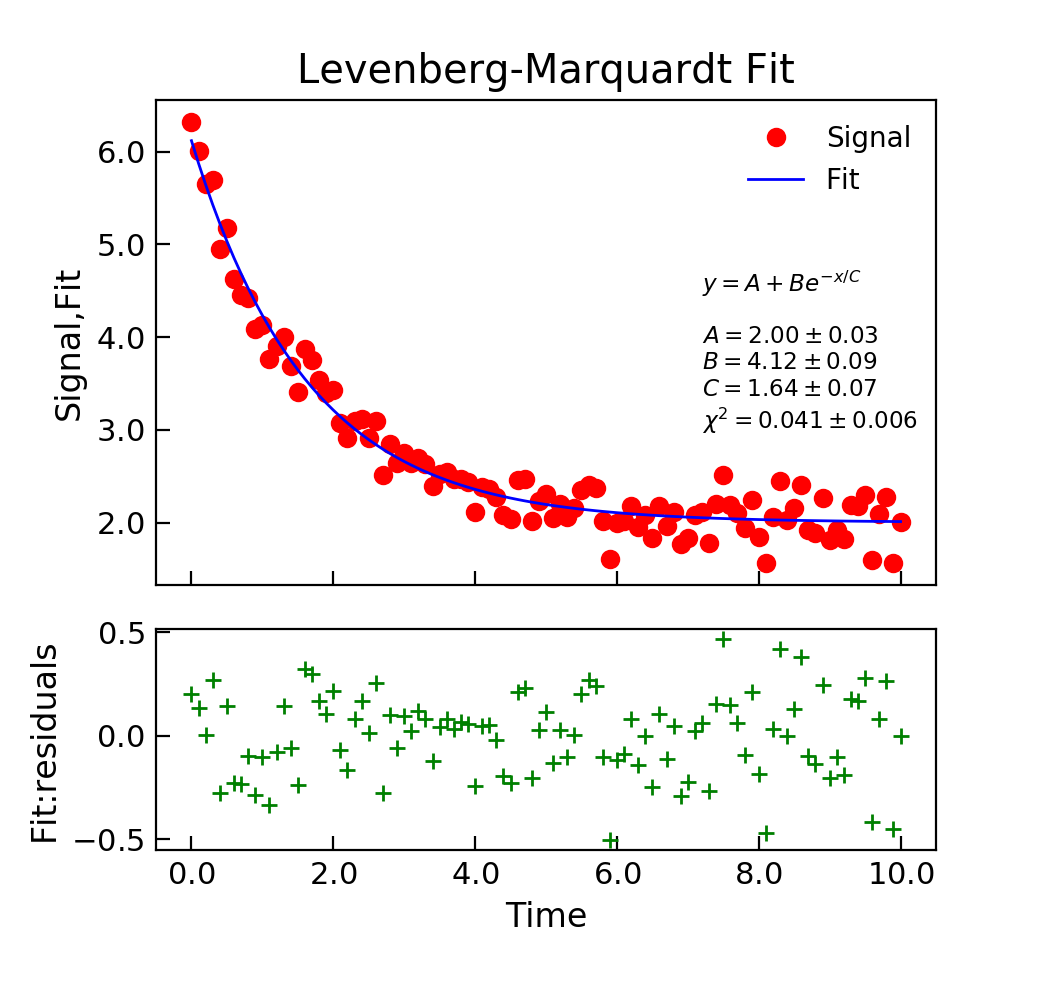 Levenberg-Marquardt Fit
6.0
5.0
4.0
3.0
2.0
Signal,Fit
Signal
Fit
y = A + Be^{-x/C}
A = 2.00 ± 0.03
B = 4.12 ± 0.09
C = 1.64 ± 0.07
χ² = 0.041 ± 0.006
0.5
0.0
−0.5
Fit:residuals
0.0 2.0 4.0 6.0 8.0 10.0
Time